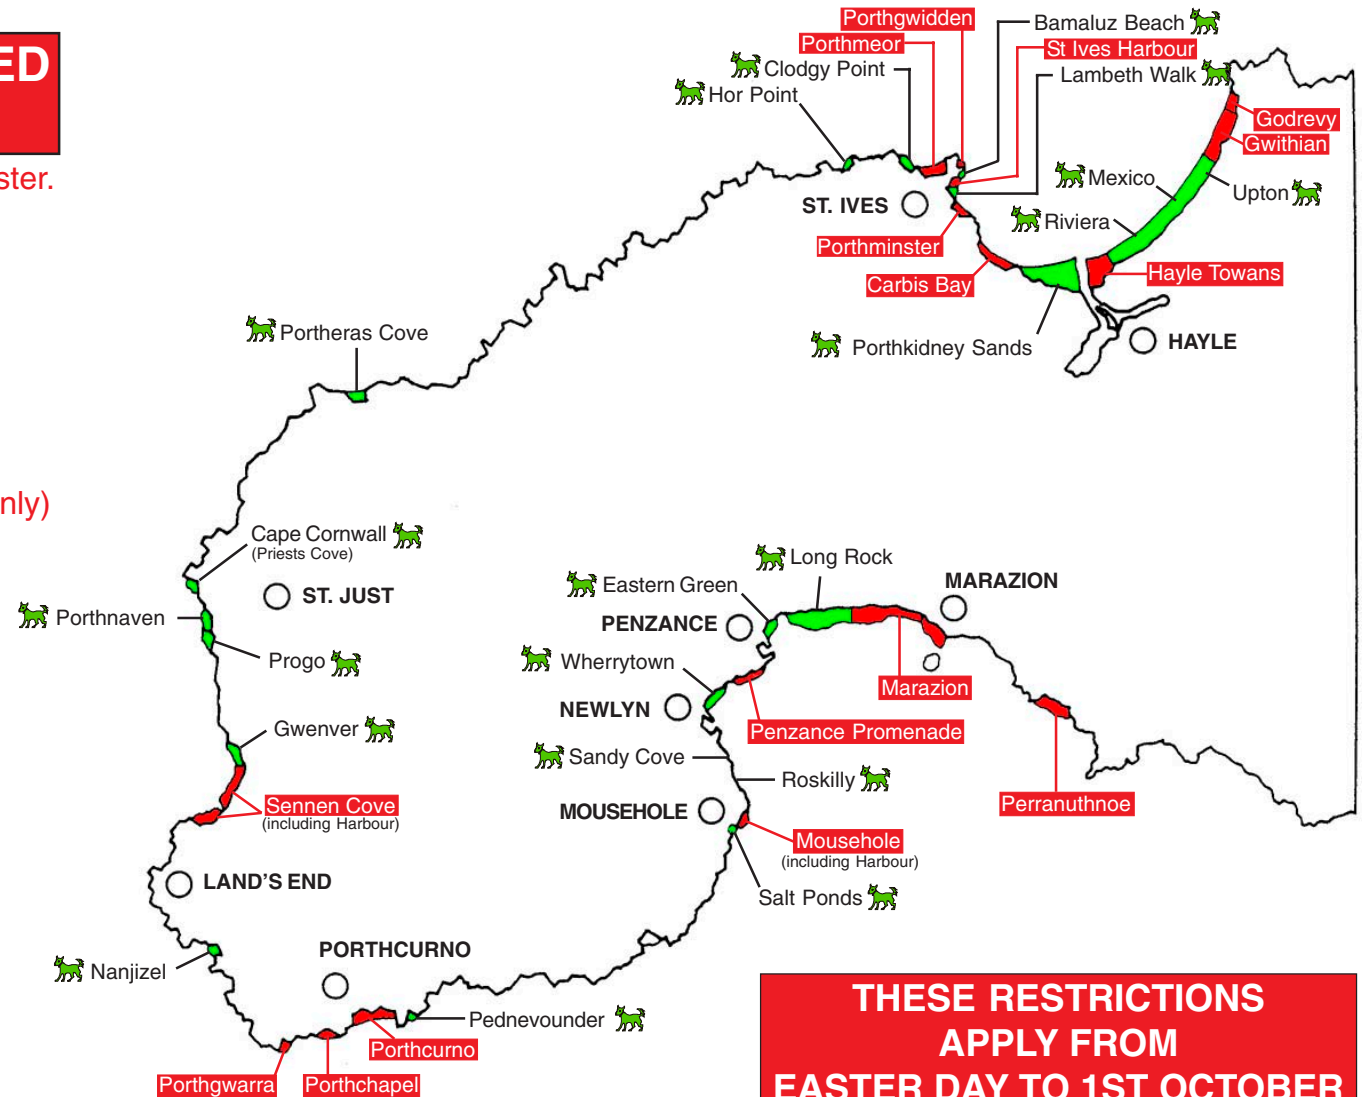 ED
ster.
nly)
Porthgwidden
Bamaluz Beach
Porthmeor
St Ives Harbour
Clodgy Point
Lambeth Walk
Hor Point
Godrevy
Gwithian
Mexico
Upton
ST. IVES
Riviera
Porthminster
Carbis Bay
Hayle Towans
Porthkidney Sands
HAYLE
Portheras Cove
Cape Cornwall
(Priests Cove)
ST. JUST
Porthnaven
Progo
Gwenver
Sennen Cove
(including Harbour)
LAND'S END
Nanjizel
PORTHCURNO
Pednevounder
Porthcurno
Porthgwarra
Porthchapel
Long Rock
Eastern Green
MARAZION
PENZANCE
Wherrytown
Marazion
NEWLYN
Penzance Promenade
Sandy Cove
Roskilly
Perranuthnoe
MOUSEHOLE
Mousehole
(including Harbour)
Salt Ponds
THESE RESTRICTIONS
APPLY FROM
EASTER DAY TO 1ST OCTOBER